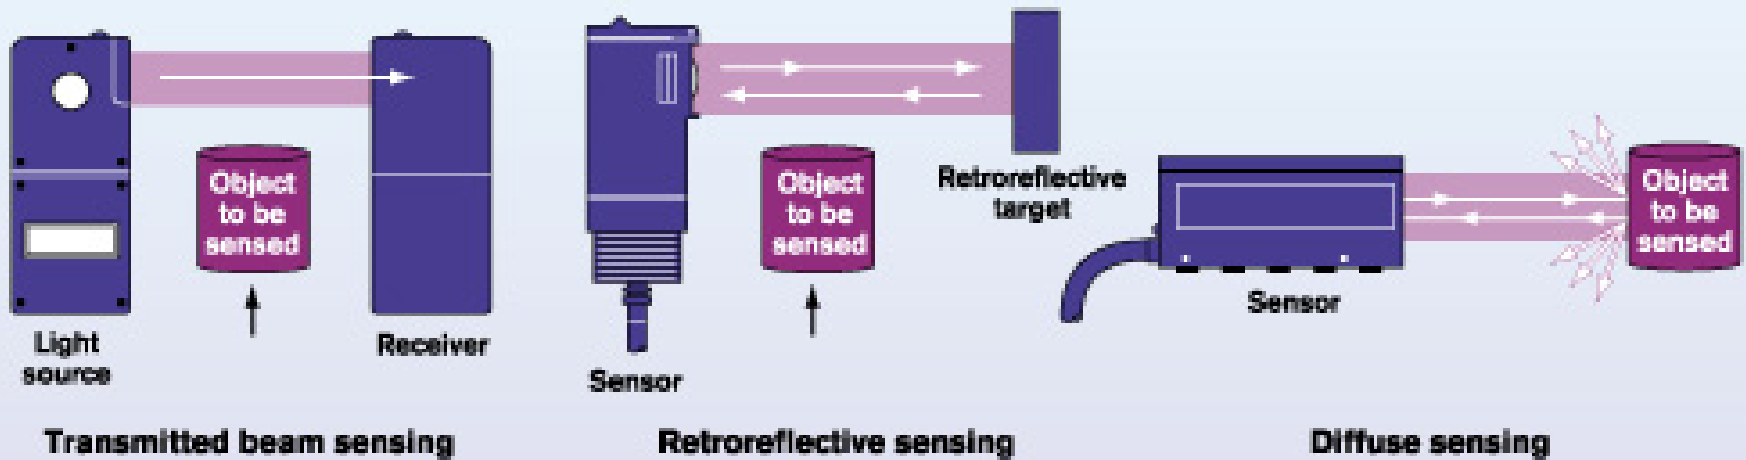 Light
source
Object
to be
sensed
Receiver
Transmitted beam sensing
Sensor
Object
to be
sensed
Retroreflective
target
Retroreflective sensing
Sensor
Object
to be
sensed
Diffuse sensing